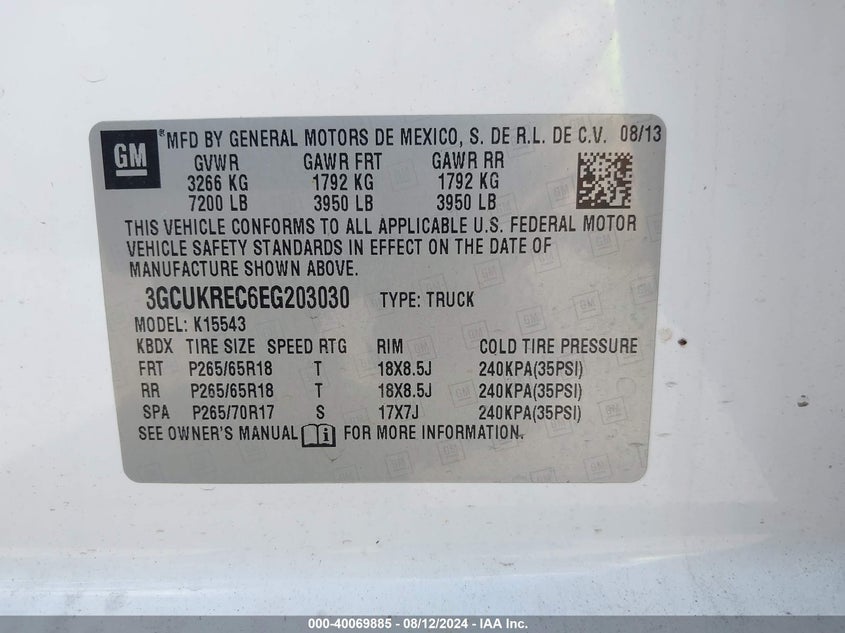 GM
® MFD BY GENERAL MOTORS DE MEXICO, S. DE R.L. DE C.V. 08/13
GVWR GAWR FRT GAWR RR
3266 KG 1792 KG 1792 KG
7200 LB 3950 LB 3950 LB
THIS VEHICLE CONFORMS TO ALL APPLICABLE U.S. FEDERAL MOTOR
VEHICLE SAFETY STANDARDS IN EFFECT ON THE DATE OF
MANUFACTURE SHOWN ABOVE.
3GCUKREC6EG203030 TYPE: TRUCK
MODEL: K15543
KBDX TIRE SIZE SPEED RTG RIM COLD TIRE PRESSURE
FRT P265/65R18 T 18X8.5J 240KPA(35PSI)
RR P265/65R18 T 18X8.5J 240KPA(35PSI)
SPA P265/70R17 S 17X7J 240KPA(35PSI)
SEE OWNER'S MANUAL i FOR MORE INFORMATION.
000-40069885 - 08/12/2024 - IAA Inc.